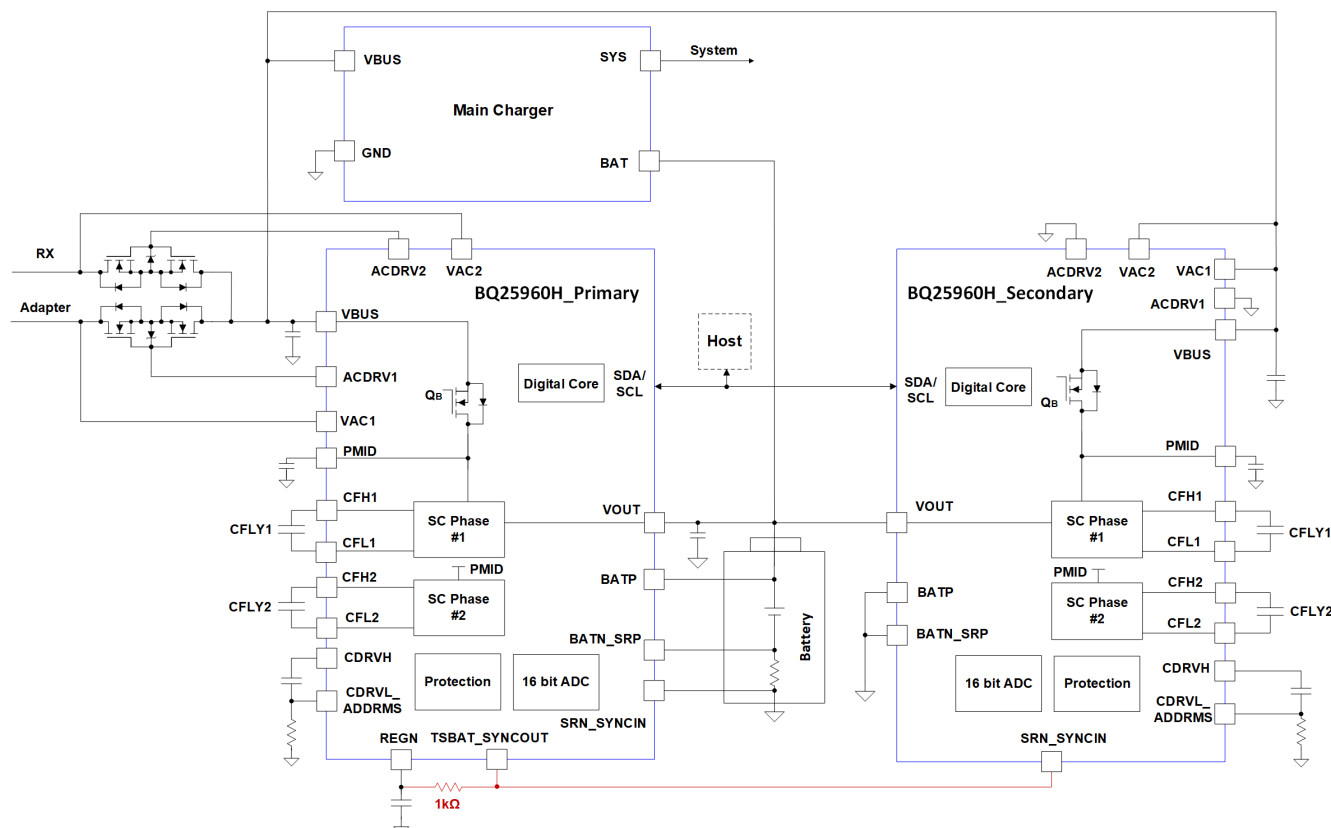 VBUS
SYS
System
Main Charger
GND
BAT
RX
Adapter
ACDRV2
VAC2
BQ25960H_Primary
VBUS
ACDRV1
VAC1
PMID
QB
Digital Core
SDA/
SCL
CFH1
CFLY1
CFL1
SC Phase
#1
VOUT
PMID
CFH2
CFLY2
CFL2
SC Phase
#2
BATP
BATN_SRP
CDRVH
CDRVL_
ADDRMS
Protection
16 bit ADC
SRN_SYNCIN
REGN
TSBAT_SYNCOUT
1kΩ
Host
Battery
ACDRV2
VAC2
VAC1
BQ25960H_Secondary
ACDRV1
VBUS
SDA/
SCL
Digital Core
QB
PMID
VOUT
SC Phase
#1
CFH1
CFLY1
CFL1
PMID
BATP
SC Phase
#2
CFH2
CFLY2
CFL2
BATN_SRP
16 bit ADC
Protection
CDRVH
CDRVL_
ADDRMS
SRN_SYNCIN